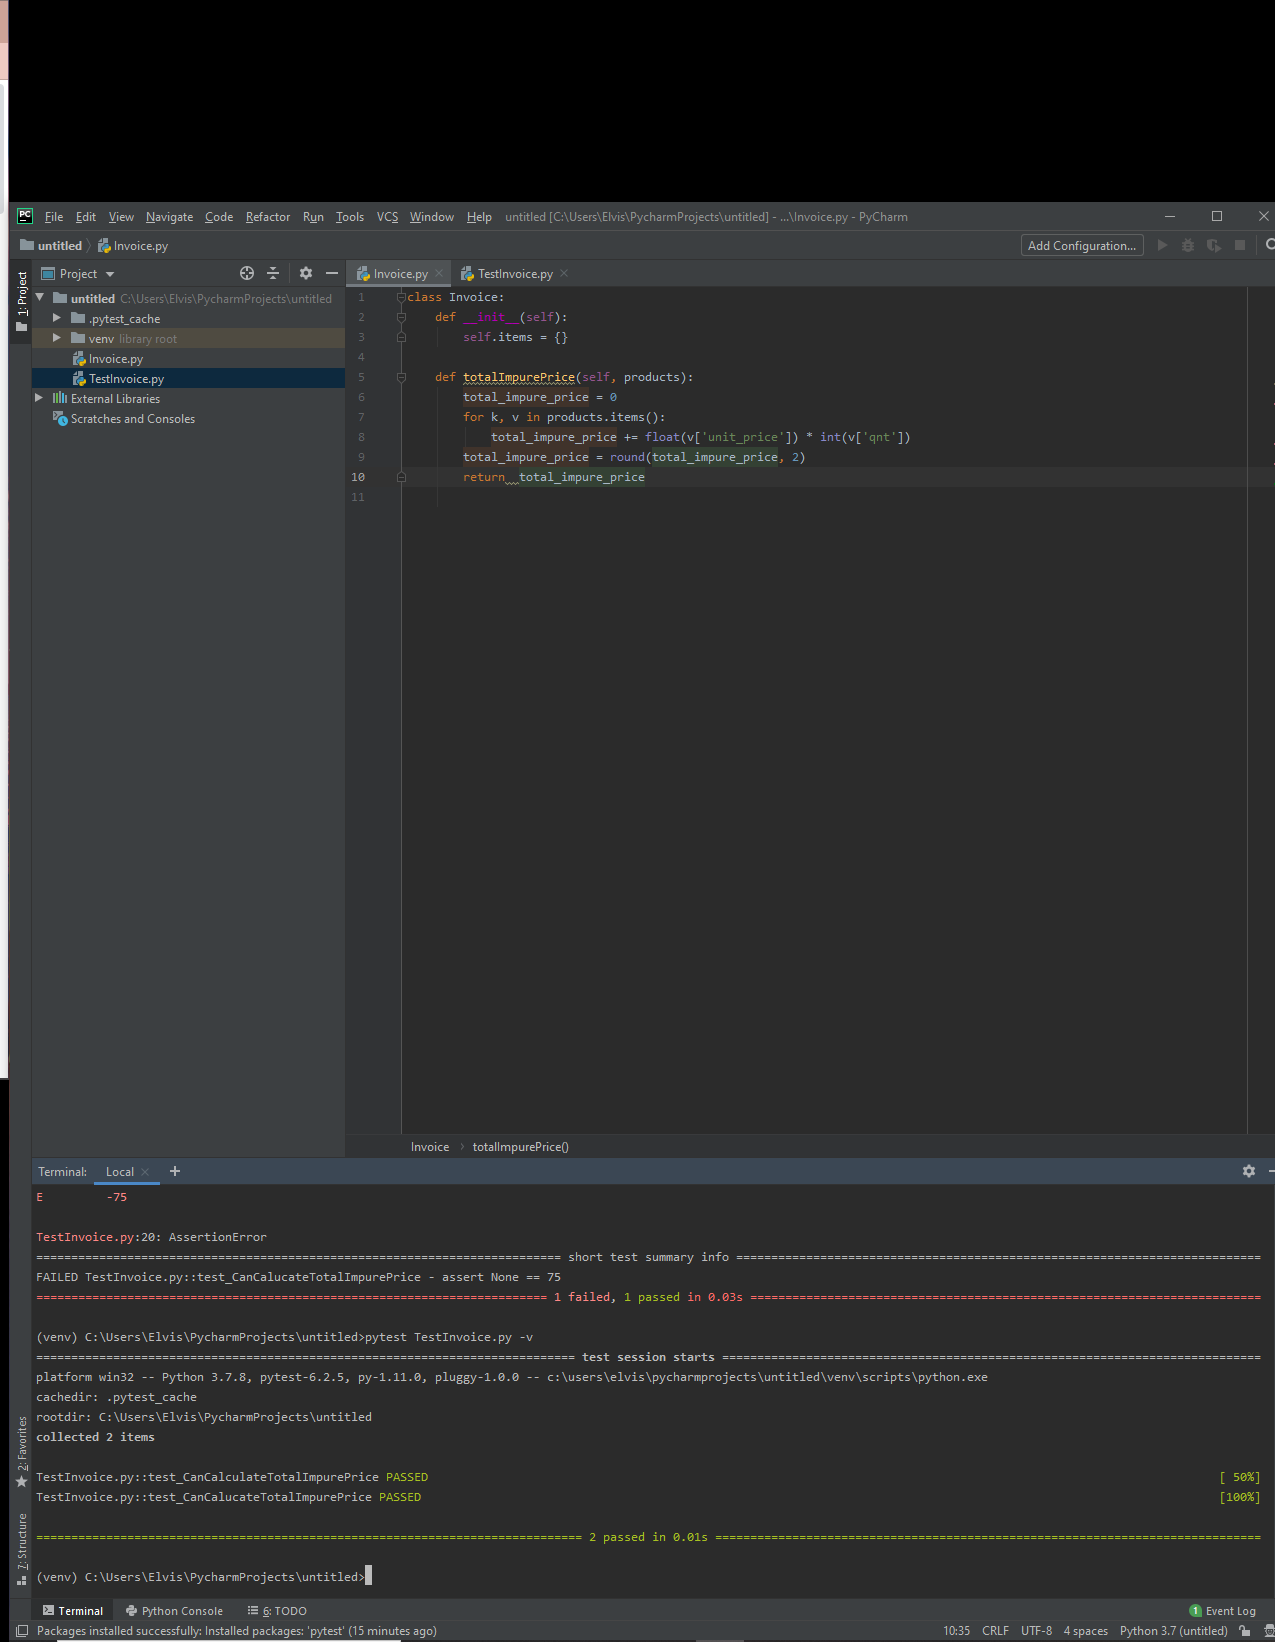 PC File Edit View Navigate Code Refactor Run Tools VCS Window Help untitled [C:\Users\Elvis\PycharmProjects\untitled] - ...\Invoice.py - PyCharm
untitled Invoice.py Add Configuration...
1: Project
Project
Invoice.py TestInvoice.py
untitled C:\Users\Elvis\PycharmProjects\untitled
.pytest_cache
venv library root
Invoice.py
TestInvoice.py
External Libraries
Scratches and Consoles
1 class Invoice:
2 def __init__(self):
3 self.items = {}
4
5 def totalImpurePrice(self, products):
6 total_impure_price = 0
7 for k, v in products.items():
8 total_impure_price += float(v['unit_price']) * int(v['qnt'])
9 total_impure_price = round(total_impure_price, 2)
10 return  total_impure_price
11
Invoice › totalImpurePrice()
Terminal: Local +
E -75
TestInvoice.py:20: AssertionError
=========================================================================== short test summary info ===========================================================================
FAILED TestInvoice.py::test_CanCalucateTotalImpurePrice - assert None == 75
========================================================================= 1 failed, 1 passed in 0.03s =========================================================================
(venv) C:\Users\Elvis\PycharmProjects\untitled>pytest TestInvoice.py -v
============================================================================= test session starts =============================================================================
platform win32 -- Python 3.7.8, pytest-6.2.5, py-1.11.0, pluggy-1.0.0 -- c:\users\elvis\pycharmprojects\untitled\venv\scripts\python.exe
cachedir: .pytest_cache
rootdir: C:\Users\Elvis\PycharmProjects\untitled
collected 2 items
TestInvoice.py::test_CanCalculateTotalImpurePrice PASSED [ 50%]
TestInvoice.py::test_CanCalucateTotalImpurePrice PASSED [100%]
============================================================================== 2 passed in 0.01s ==============================================================================
(venv) C:\Users\Elvis\PycharmProjects\untitled>
2: Favorites
7: Structure
Terminal Python Console 6: TODO 1 Event Log
Packages installed successfully: Installed packages: 'pytest' (15 minutes ago) 10:35 CRLF UTF-8 4 spaces Python 3.7 (untitled)